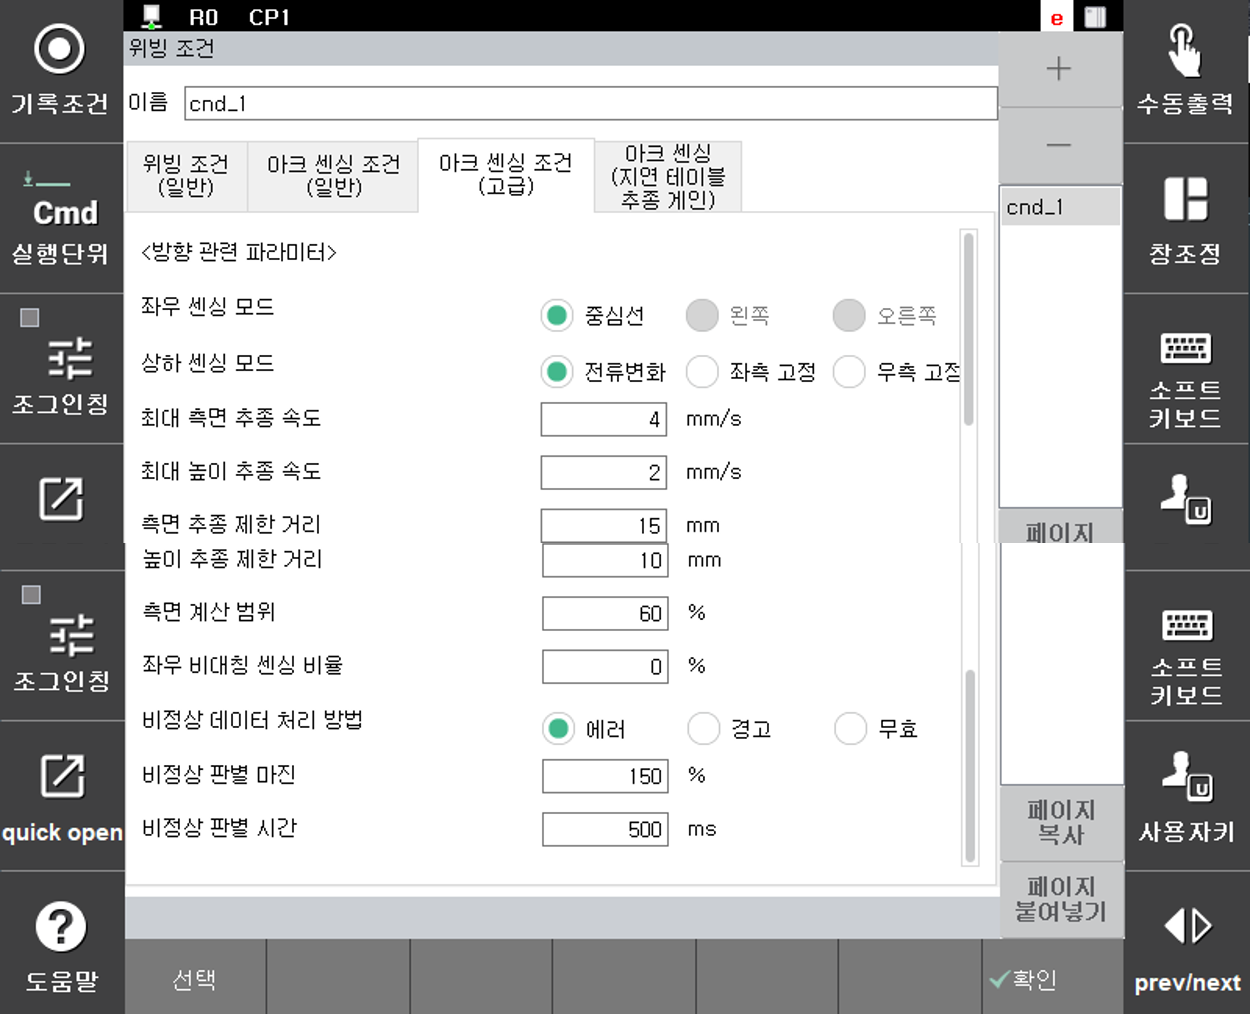 R0 CP1
e
위빙 조건
이름 cnd_1
위빙 조건
(일반)
아크 센싱 조건
(일반)
아크 센싱 조건
(고급)
아크 센싱
(지연 테이블
추종 게인)
<방향 관련 파라미터>
좌우 센싱 모드 중심선 왼쪽 오른쪽
상하 센싱 모드 전류변화 좌측 고정 우측 고정
최대 측면 추종 속도 4 mm/s
최대 높이 추종 속도 2 mm/s
측면 추종 제한 거리 15 mm
높이 추종 제한 거리 10 mm
측면 계산 범위 60 %
좌우 비대칭 센싱 비율 0 %
비정상 데이터 처리 방법 에러 경고 무효
비정상 판별 마진 150 %
비정상 판별 시간 500 ms
+
−
cnd_1
페이지
페이지
복사
페이지
붙여넣기
기록조건
Cmd
실행단위
조그인칭
조그인칭
quick open
?
도움말
수동출력
창조정
소프트
키보드
U
소프트
키보드
U
사용자키
prev/next
선택
확인